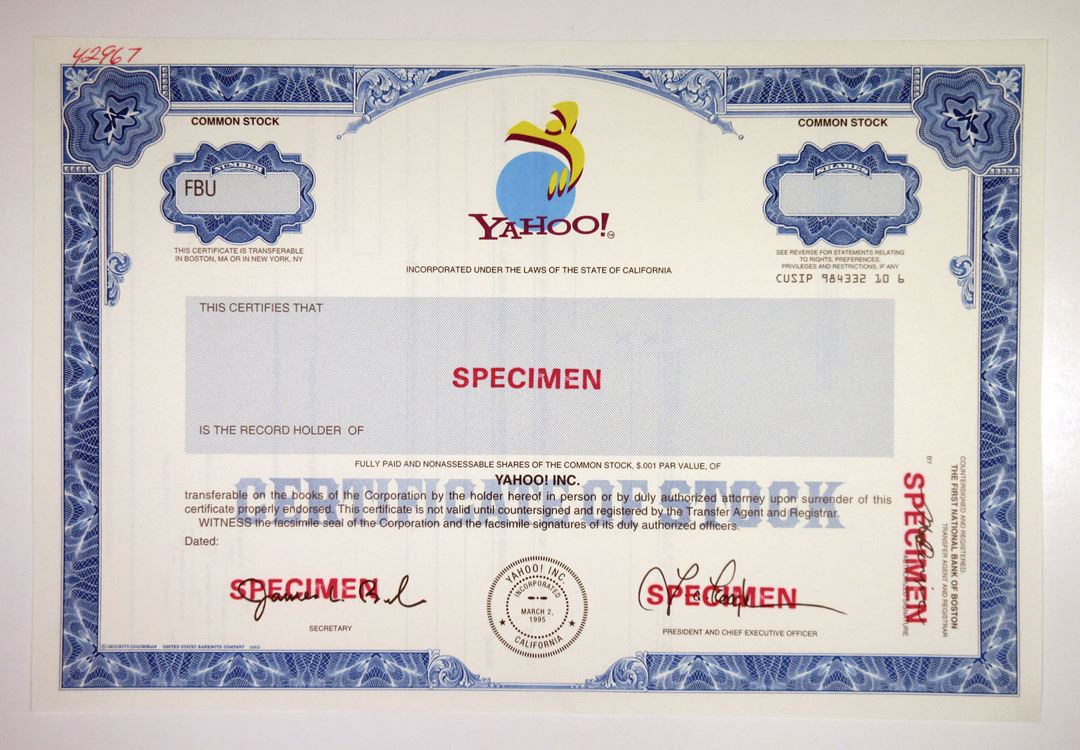 42967
COMMON STOCK
COMMON STOCK
NUMBER
FBU
SHARES
YAHOO!
TM
THIS CERTIFICATE IS TRANSFERABLE
IN BOSTON, MA OR IN NEW YORK, NY
INCORPORATED UNDER THE LAWS OF THE STATE OF CALIFORNIA
SEE REVERSE FOR STATEMENTS RELATING
TO RIGHTS, PREFERENCES,
PRIVILEGES AND RESTRICTIONS, IF ANY
CUSIP 984332 10 6
THIS CERTIFIES THAT
SPECIMEN
IS THE RECORD HOLDER OF
FULLY PAID AND NONASSESSABLE SHARES OF THE COMMON STOCK, $.001 PAR VALUE, OF
YAHOO! INC.
CERTIFICATE OF STOCK
transferable on the books of the Corporation by the holder hereof in person or by duly authorized attorney upon surrender of this
certificate properly endorsed. This certificate is not valid until countersigned and registered by the Transfer Agent and Registrar.
WITNESS the facsimile seal of the Corporation and the facsimile signatures of its duly authorized officers.
Dated:
SPECIMEN
SECRETARY
YAHOO! INC.
INCORPORATED
MARCH 2,
1995
CALIFORNIA
SPECIMEN
PRESIDENT AND CHIEF EXECUTIVE OFFICER
COUNTERSIGNED AND REGISTERED:
THE FIRST NATIONAL BANK OF BOSTON
TRANSFER AGENT AND REGISTRAR
BY
SPECIMEN
© SECURITY-COLUMBIAN UNITED STATES BANKNOTE COMPANY 1960